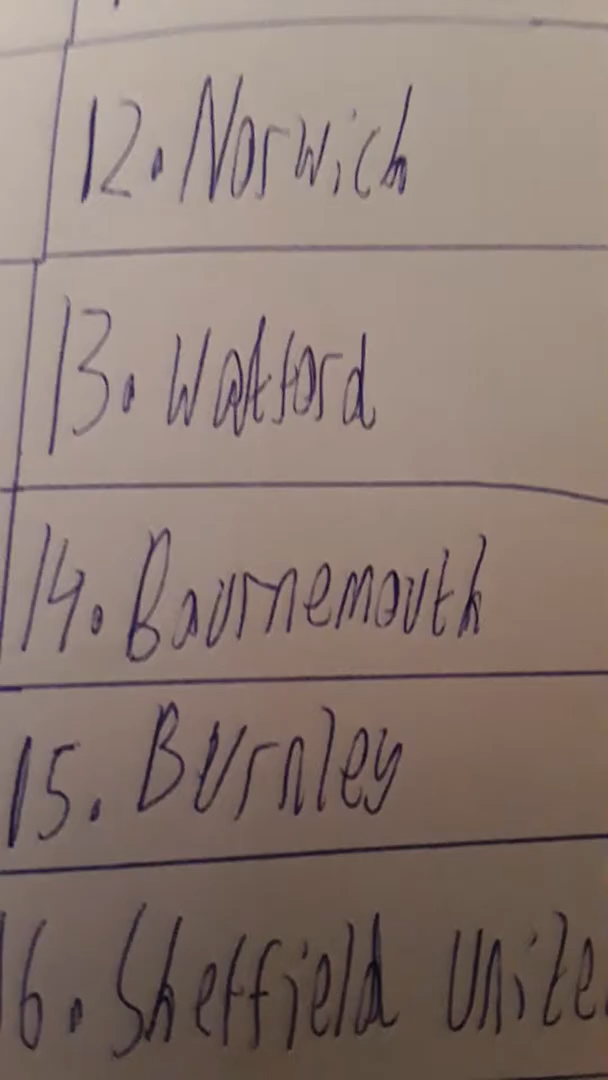 12. Norwich
13. Watford
14. Bournemouth
15. Burnley
16. Sheffield Unite